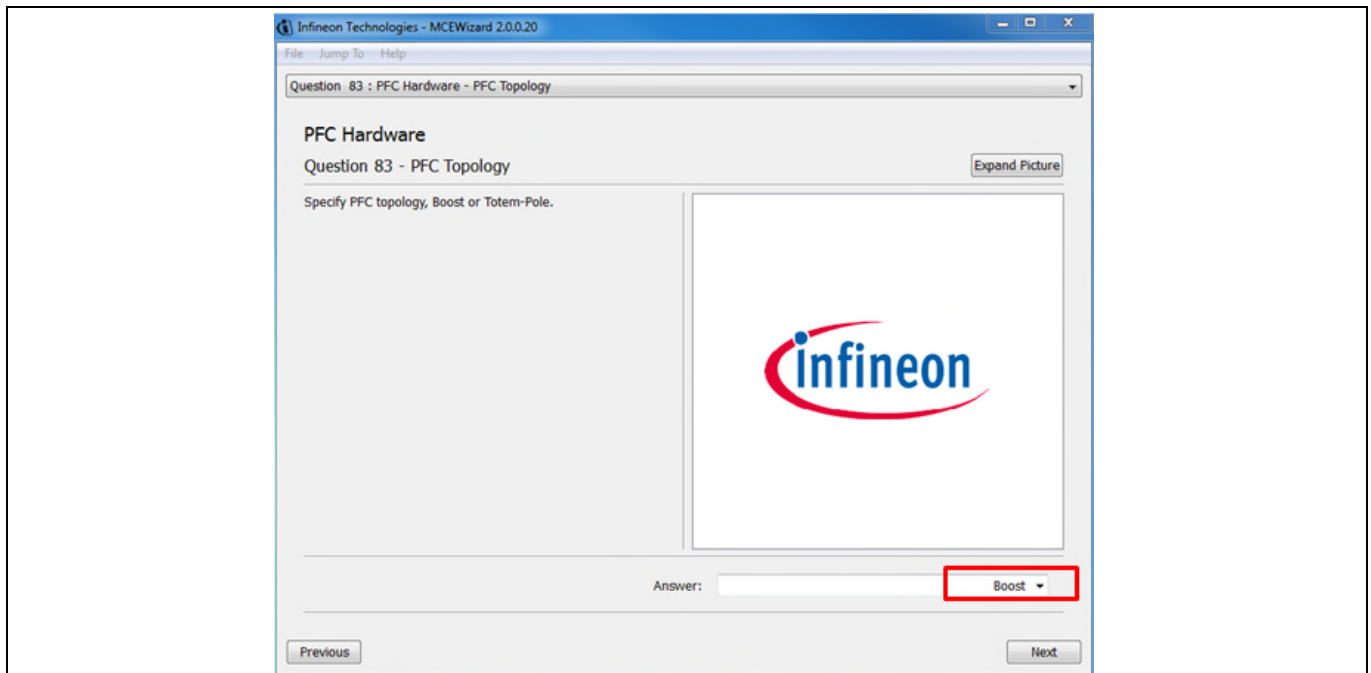 Infineon Technologies - MCEWizard 2.0.0.20
File Jump To Help
Question 83 : PFC Hardware - PFC Topology
PFC Hardware
Question 83 - PFC Topology
Expand Picture
Specify PFC topology, Boost or Totem-Pole.
infineon
Answer:
Boost
Previous
Next